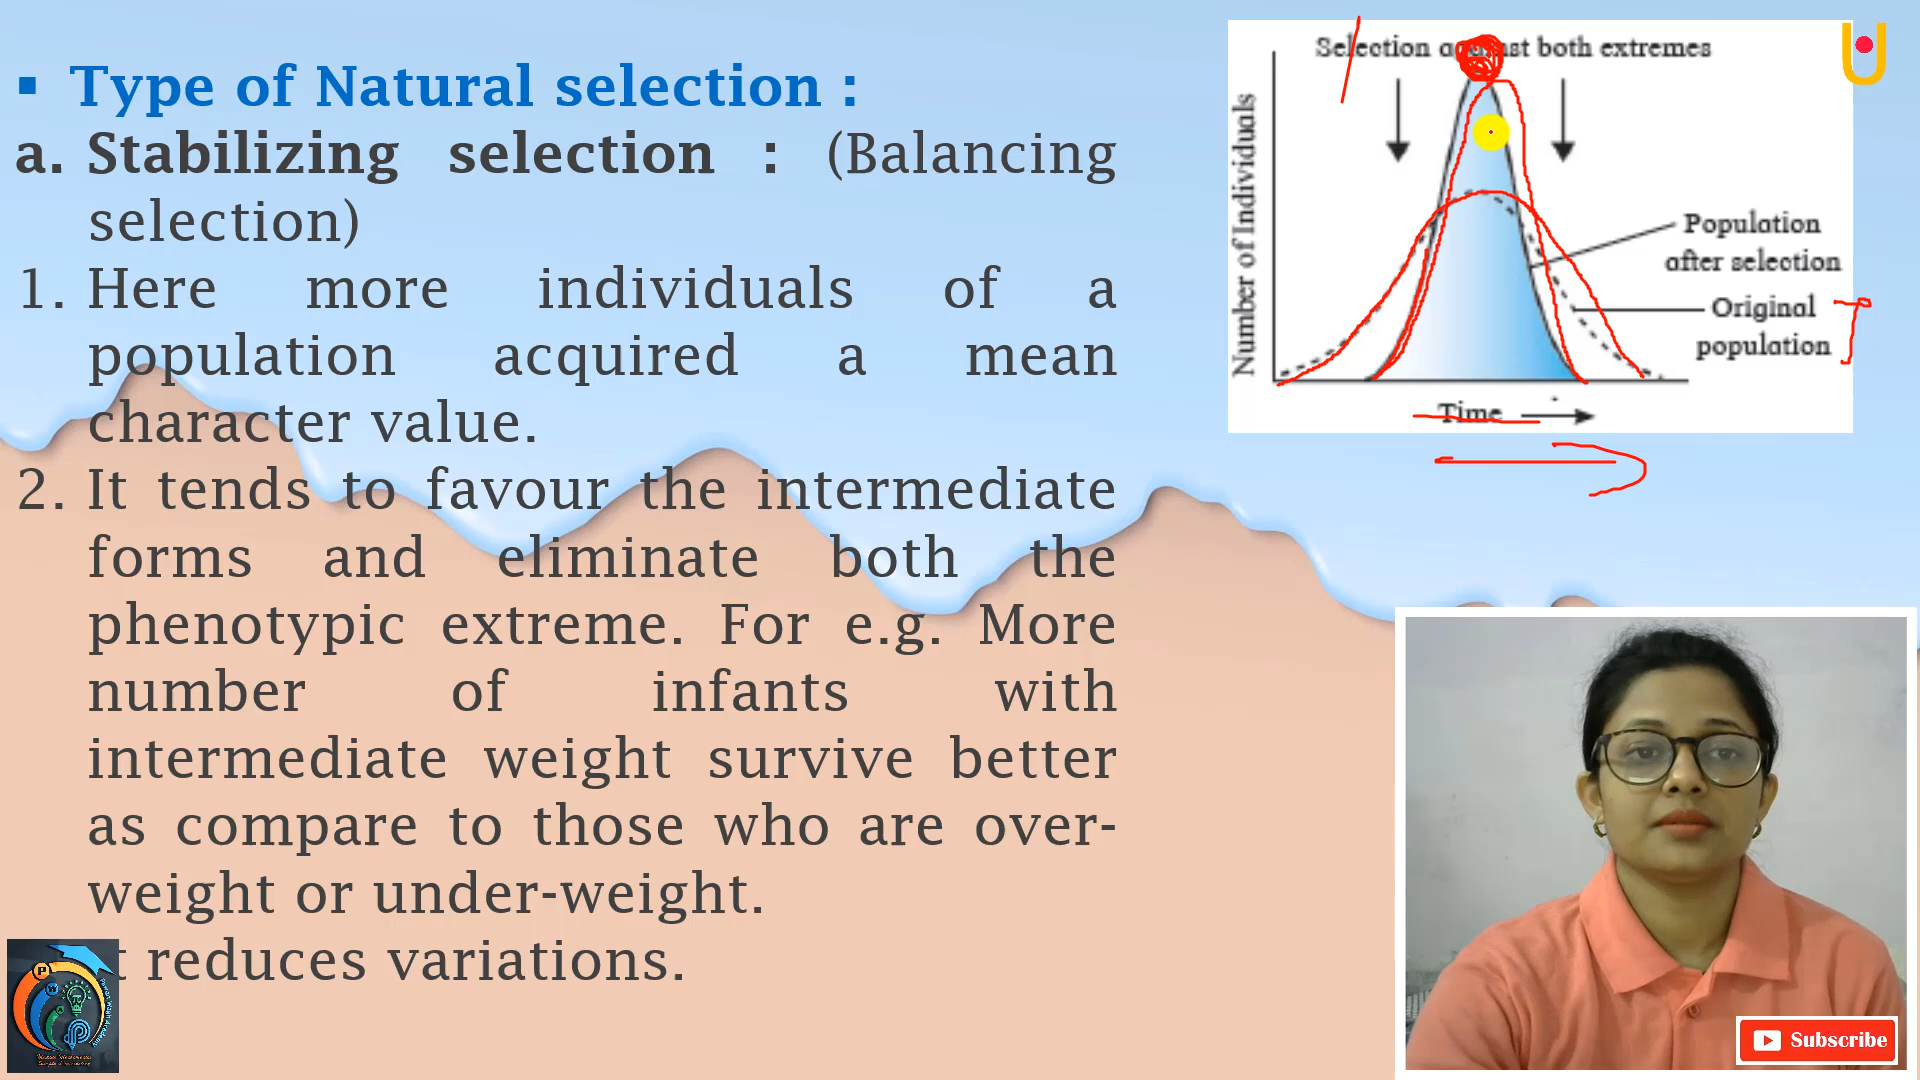 Type of Natural selection :
a. Stabilizing selection : (Balancing
selection)
1. Here more individuals of a
population acquired a mean
character value.
2. It tends to favour the intermediate
forms and eliminate both the
phenotypic extreme. For e.g. More
number of infants with
intermediate weight survive better
as compare to those who are over-
weight or under-weight.
t reduces variations.
Selection against both extremes
Number of Individuals
Population
after selection
Original
population
Time
Subscribe